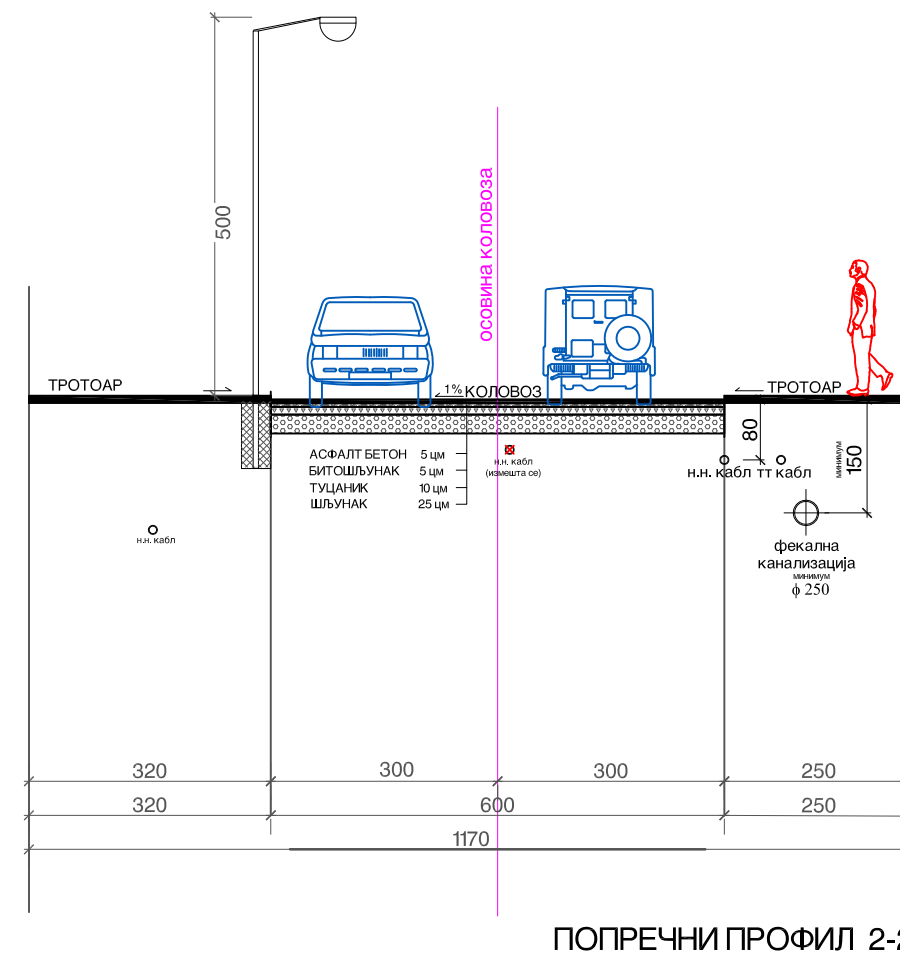 500
осовина коловоза
ТРОТОАР
1% КОЛОВОЗ
ТРОТОАР
АСФАЛТ БЕТОН 5 цм
БИТОШЉУНАК 5 цм
ТУЦАНИК 10 цм
ШЉУНАК 25 цм
н.н. кабл
(измешта се)
80
минимум
150
н.н. кабл тт кабл
н.н. кабл
фекална
канализација
минимум
ф 250
320 300 300 250
320 600 250
1170
ПОПРЕЧНИ ПРОФИЛ 2-